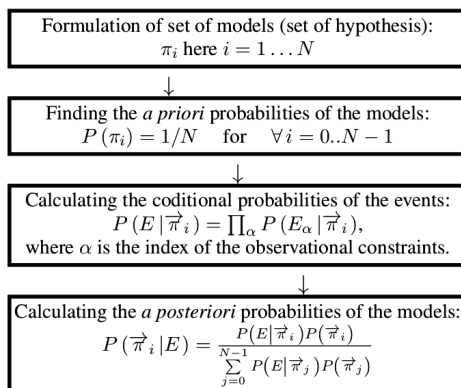 Formulation of set of models (set of hypothesis):
π_i here i = 1 … N
↓
Finding the a priori probabilities of the models:
P (π_i) = 1/N for ∀ i = 0..N − 1
↓
Calculating the coditional probabilities of the events:
P (E |π⃗_i) = ∏_α P (E_α |π⃗_i),
where α is the index of the observational constraints.
↓
Calculating the a posteriori probabilities of the models:
P (π⃗_i |E) = \frac{P(E|π⃗_i)P(π⃗_i)}{\sum_{j=0}^{N−1} P(E|π⃗_j)P(π⃗_j)}